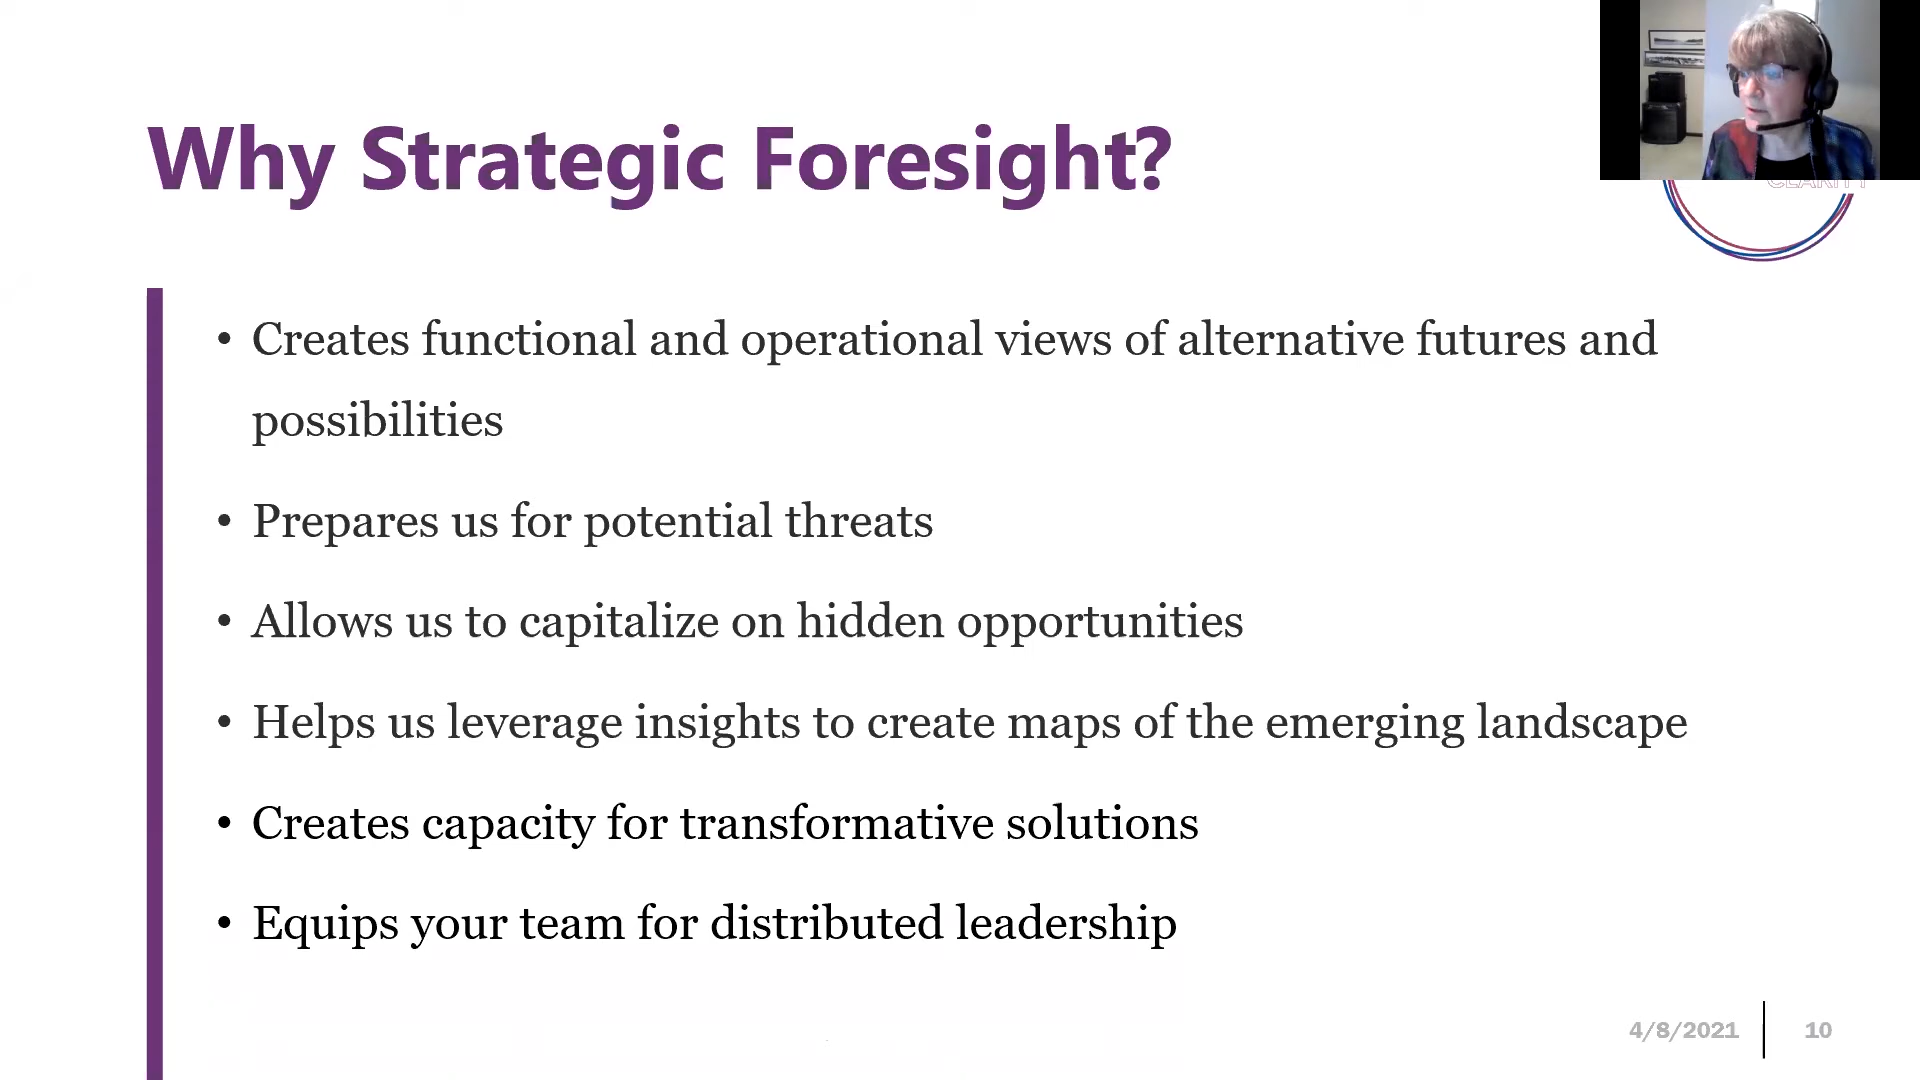 Why Strategic Foresight?
CLARITY
• Creates functional and operational views of alternative futures and
possibilities
• Prepares us for potential threats
• Allows us to capitalize on hidden opportunities
• Helps us leverage insights to create maps of the emerging landscape
• Creates capacity for transformative solutions
• Equips your team for distributed leadership
4/8/2021
10